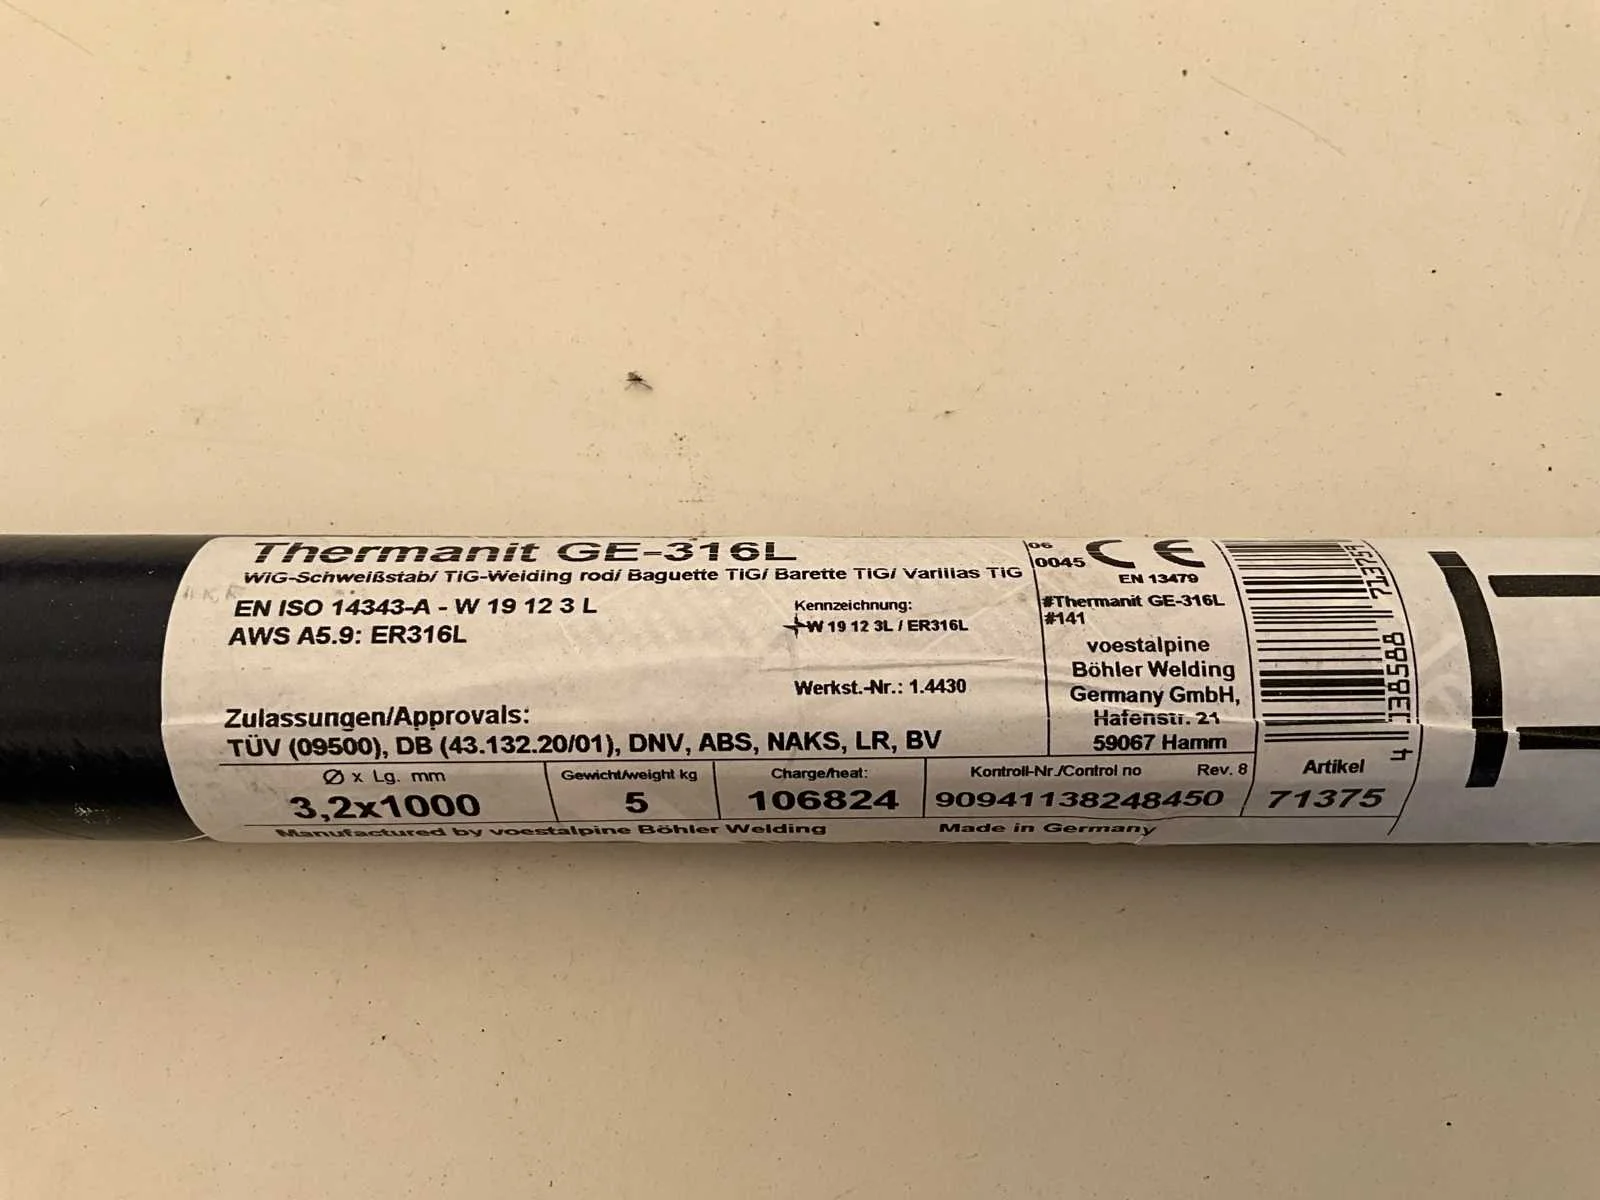 Thermanit GE-316L
WIG-Schweißstab/ TIG-Welding rod/ Baguette TIG/ Barette TIG/ Varillas TIG
EN ISO 14343-A - W 19 12 3 L
AWS A5.9: ER316L
Kennzeichnung:
W 19 12 3L / ER316L
Werkst.-Nr.: 1.4430
Zulassungen/Approvals:
TÜV (09500), DB (43.132.20/01), DNV, ABS, NAKS, LR, BV
06
0045 CE
EN 13479
#Thermanit GE-316L
#141
voestalpine
Böhler Welding
Germany GmbH,
Hafenstr. 21
59067 Hamm
Ø x Lg. mm
3,2x1000
Gewicht/weight kg
5
Charge/heat:
106824
Kontroll-Nr./Control no Rev. 8
90941138248450
Artikel
71375
Manufactured by voestalpine Böhler Welding Made in Germany